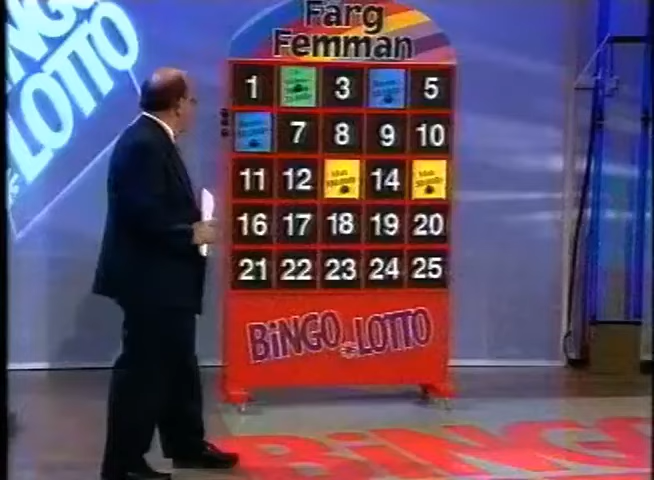 BINGO
LOTTO
Färg
Femman
1 3 5
7 8 9 10
11 12 14
16 17 18 19 20
21 22 23 24 25
BiNGO LOTTO
BiNGO